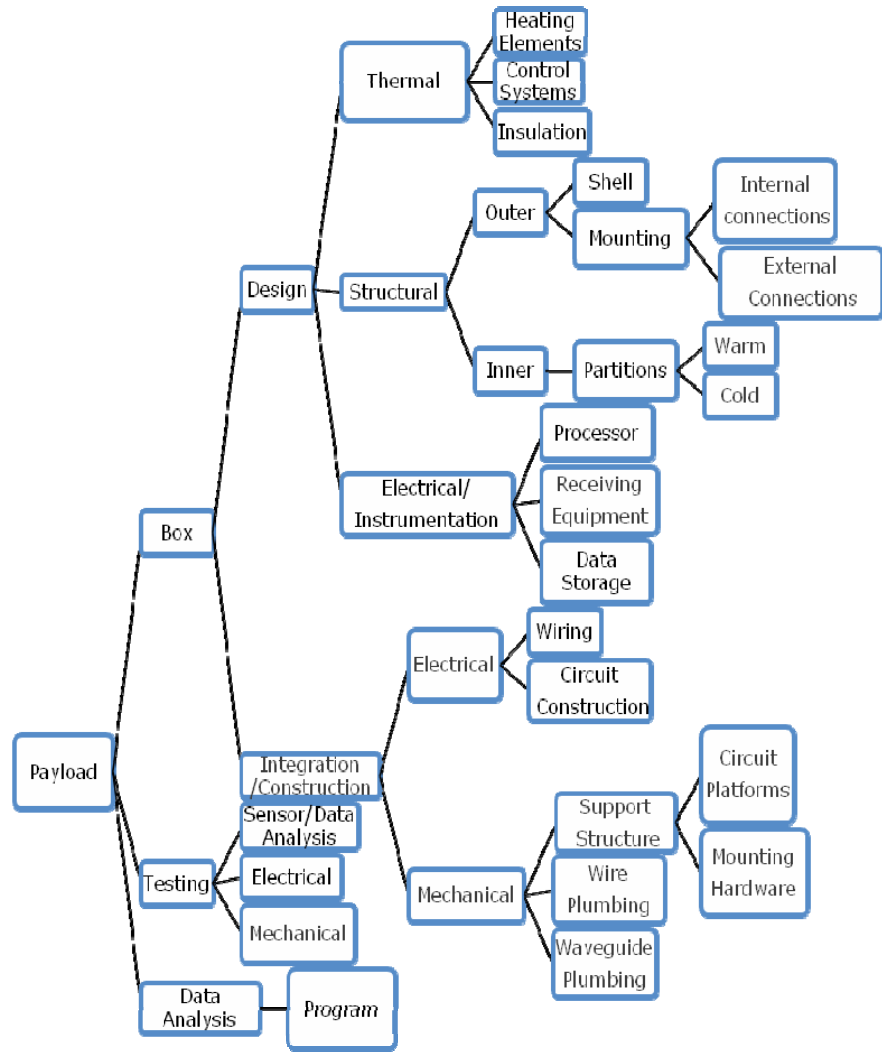 Heating
Elements
Control
Systems
Insulation
Thermal
Shell
Outer
Mounting
Internal
connections
External
Connections
Design
Structural
Inner
Partitions
Warm
Cold
Processor
Electrical/
Instrumentation
Receiving
Equipment
Data
Storage
Box
Wiring
Electrical
Circuit
Construction
Payload
Integration
/Construction
Circuit
Platforms
Support
Structure
Mounting
Hardware
Mechanical
Wire
Plumbing
Waveguide
Plumbing
Sensor/Data
Analysis
Testing
Electrical
Mechanical
Data
Analysis
Program